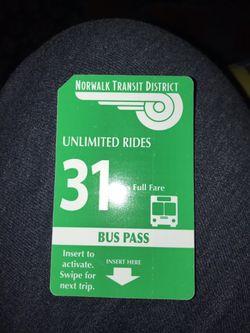 NORWALK TRANSIT DISTRICT
UNLIMITED RIDES
31
Full Fare
BUS PASS
Insert to
activate.
Swipe for
next trip.
INSERT HERE